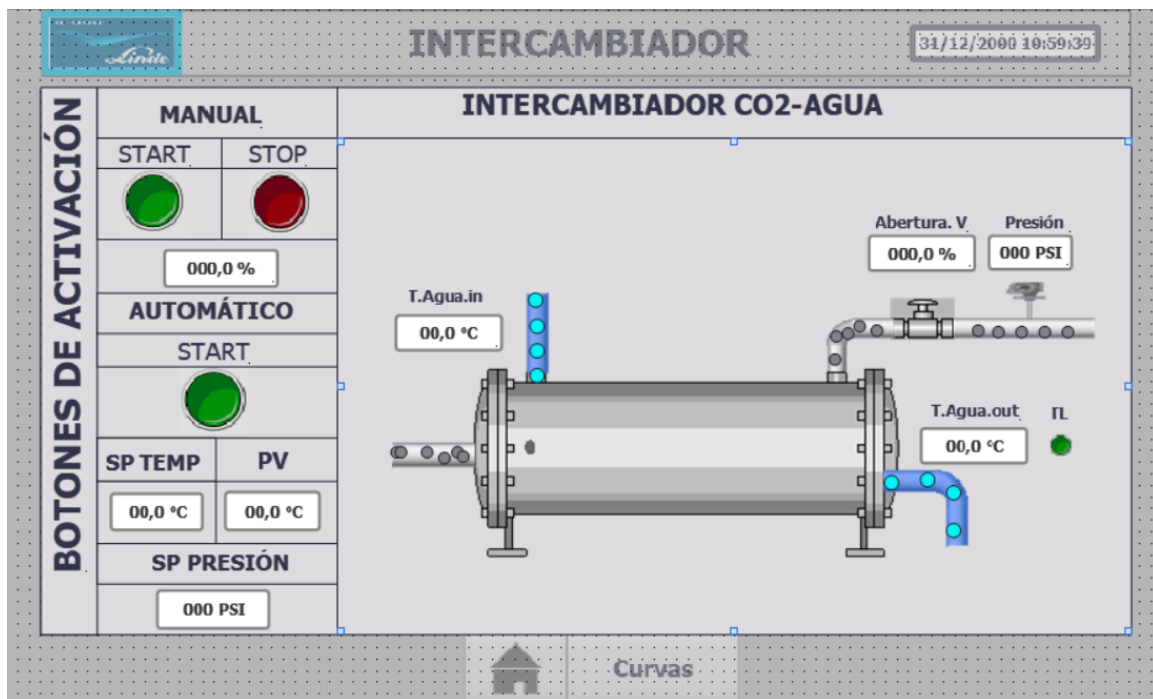 Linde
INTERCAMBIADOR
31/12/2000 10:59:39
BOTONES DE ACTIVACIÓN
MANUAL
START STOP
000,0 %
AUTOMÁTICO
START
SP TEMP PV
00,0 °C 00,0 °C
SP PRESIÓN
000 PSI
INTERCAMBIADOR CO2-AGUA
Abertura. V Presión
000,0 % 000 PSI
T.Agua.in
00,0 °C
T.Agua.out TL
00,0 °C
Curvas